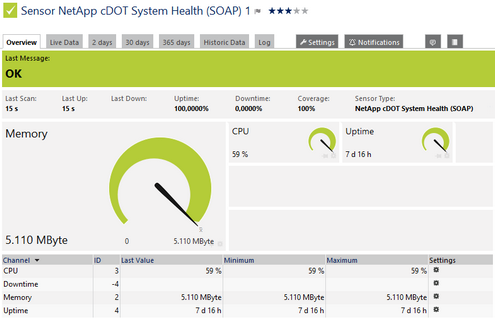 Sensor NetApp cDOT System Health (SOAP) 1
Overview Live Data 2 days 30 days 365 days Historic Data Log Settings Notifications
Last Message:
OK
Last Scan: Last Up: Last Down: Uptime: Downtime: Coverage: Sensor Type:
15 s 15 s 100,0000% 0,0000% 100% NetApp cDOT System Health (SOAP)
Memory CPU Uptime
59 % 7 d 16 h
5.110 MByte 0 5.110 MByte
Channel ID Last Value Minimum Maximum Settings
CPU 3 59 % 59 % 59 %
Downtime -4
Memory 2 5.110 MByte 5.110 MByte 5.110 MByte
Uptime 4 7 d 16 h 7 d 16 h 7 d 16 h